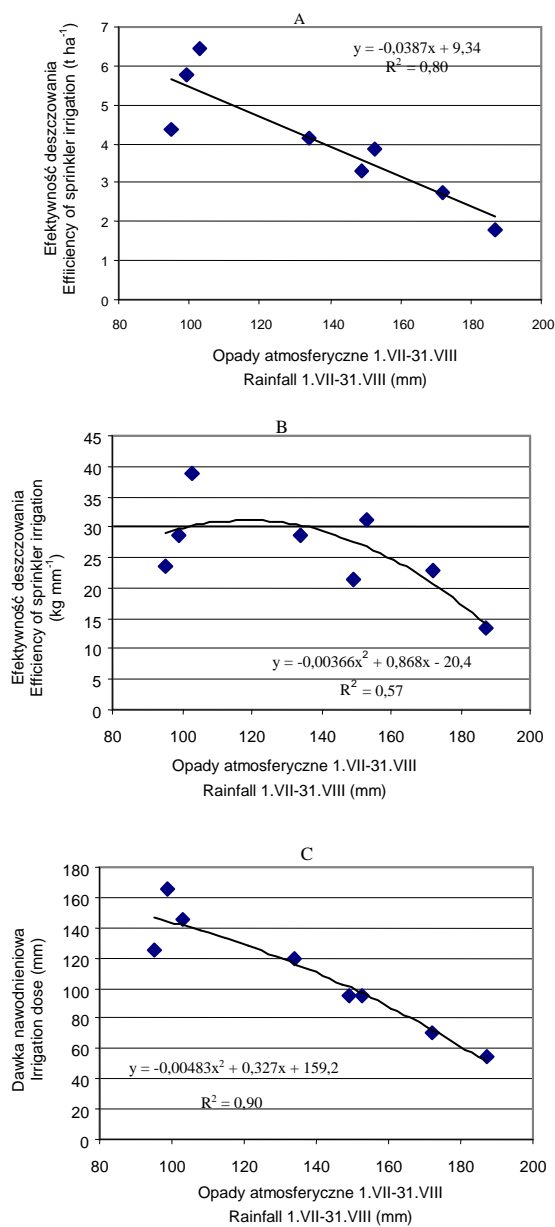 A
y = -0,0387x + 9,34
R² = 0,80
Efektywność deszczowania
Effiiciency of sprinkler irrigation (t ha⁻¹)
7
6
5
4
3
2
1
0
80 100 120 140 160 180 200
Opady atmosferyczne 1.VII-31.VIII
Rainfall 1.VII-31.VIII (mm)
B
Efektywność deszczowania
Efficiency of sprinkler irrigation
(kg mm⁻¹)
45
40
35
30
25
20
15
10
5
0
y = -0,00366x² + 0,868x - 20,4
R² = 0,57
80 100 120 140 160 180 200
Opady atmosferyczne 1.VII-31.VIII
Rainfall 1.VII-31.VIII (mm)
C
Dawka nawodnieniowa
Irrigation dose (mm)
180
160
140
120
100
80
60
40
20
0
y = -0,00483x² + 0,327x + 159,2
R² = 0,90
80 100 120 140 160 180 200
Opady atmosferyczne 1.VII-31.VIII
Rainfall 1.VII-31.VIII (mm)